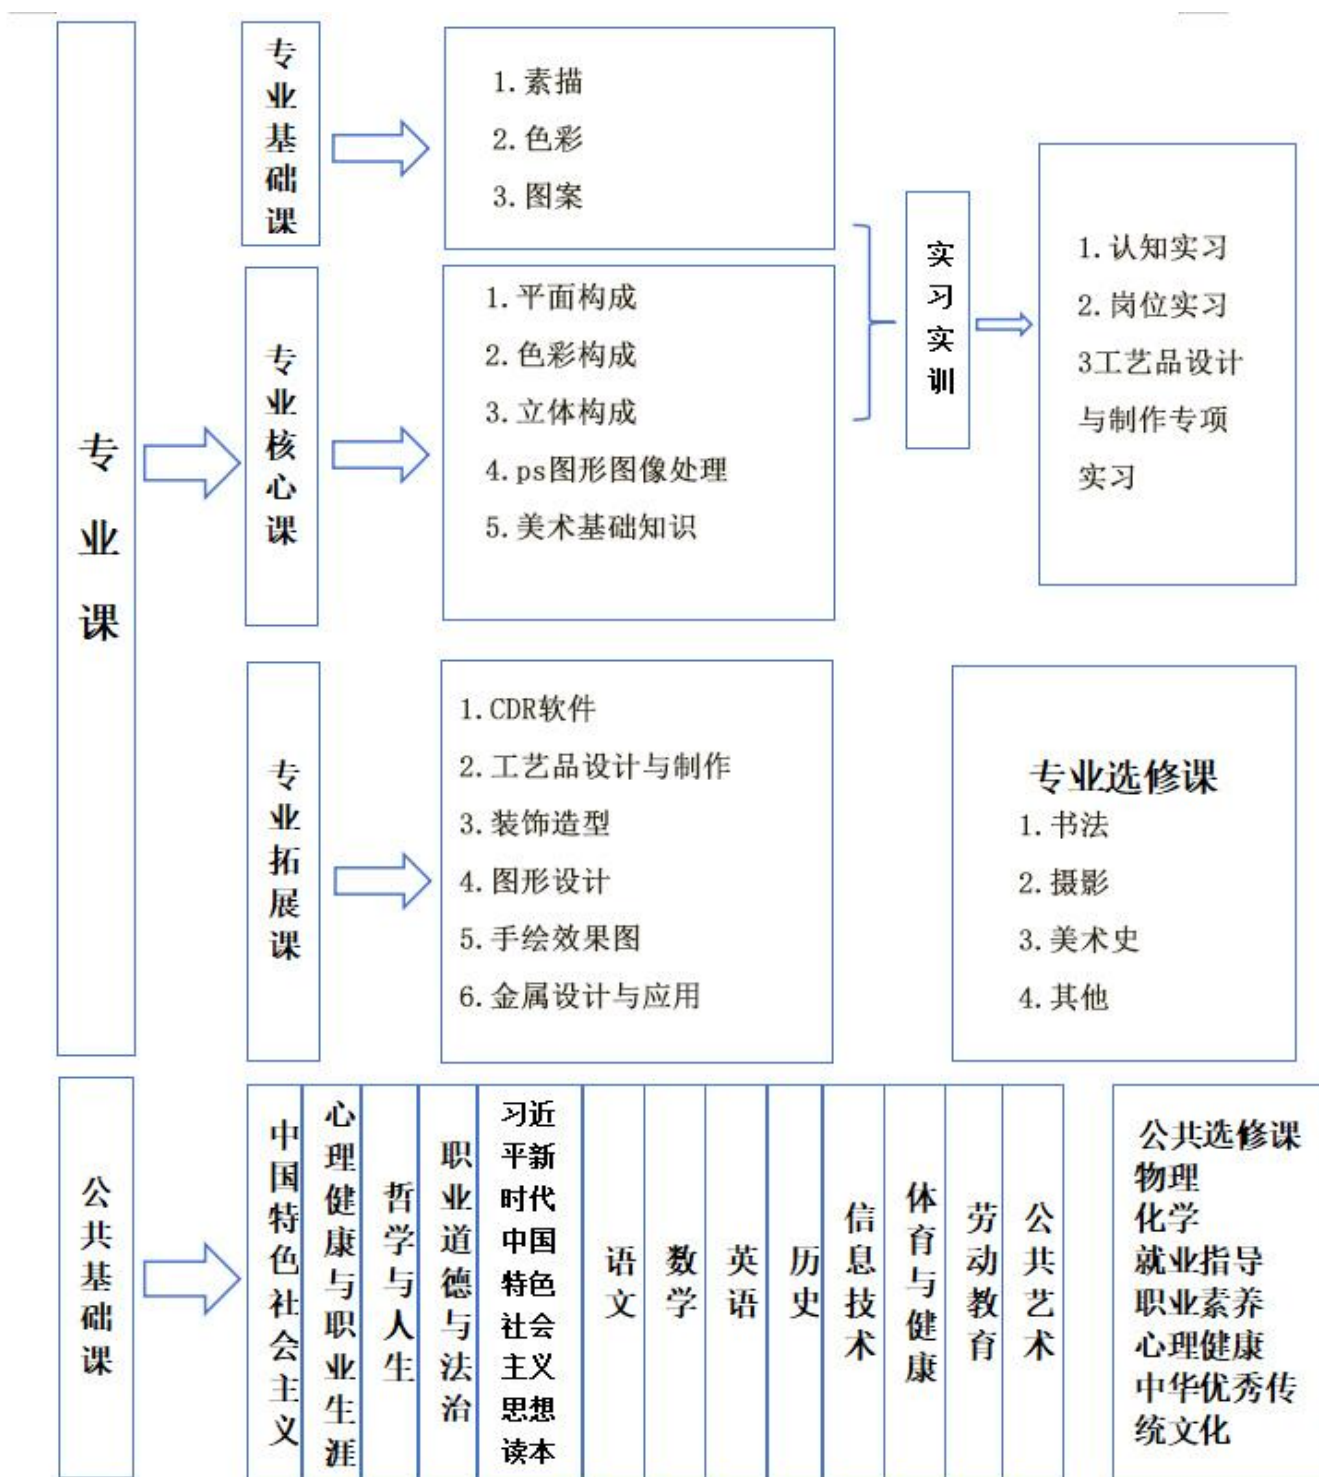 专业课
专业基础课
1.素描
2.色彩
3.图案
专业核心课
1.平面构成
2.色彩构成
3.立体构成
4.ps图形图像处理
5.美术基础知识
实习实训
1.认知实习
2.岗位实习
3工艺品设计
与制作专项
实习
专业拓展课
1.CDR软件
2.工艺品设计与制作
3.装饰造型
4.图形设计
5.手绘效果图
6.金属设计与应用
专业选修课
1.书法
2.摄影
3.美术史
4.其他
公共基础课
中国特色社会主义
心理健康与职业生涯
哲学与人生
职业道德与法治
习近
平新
时代
中国
特色
社会
主义
思想
读本
语文
数学
英语
历史
信息技术
体育与健康
劳动教育
公共艺术
公共选修课
物理
化学
就业指导
职业素养
心理健康
中华优秀传
统文化